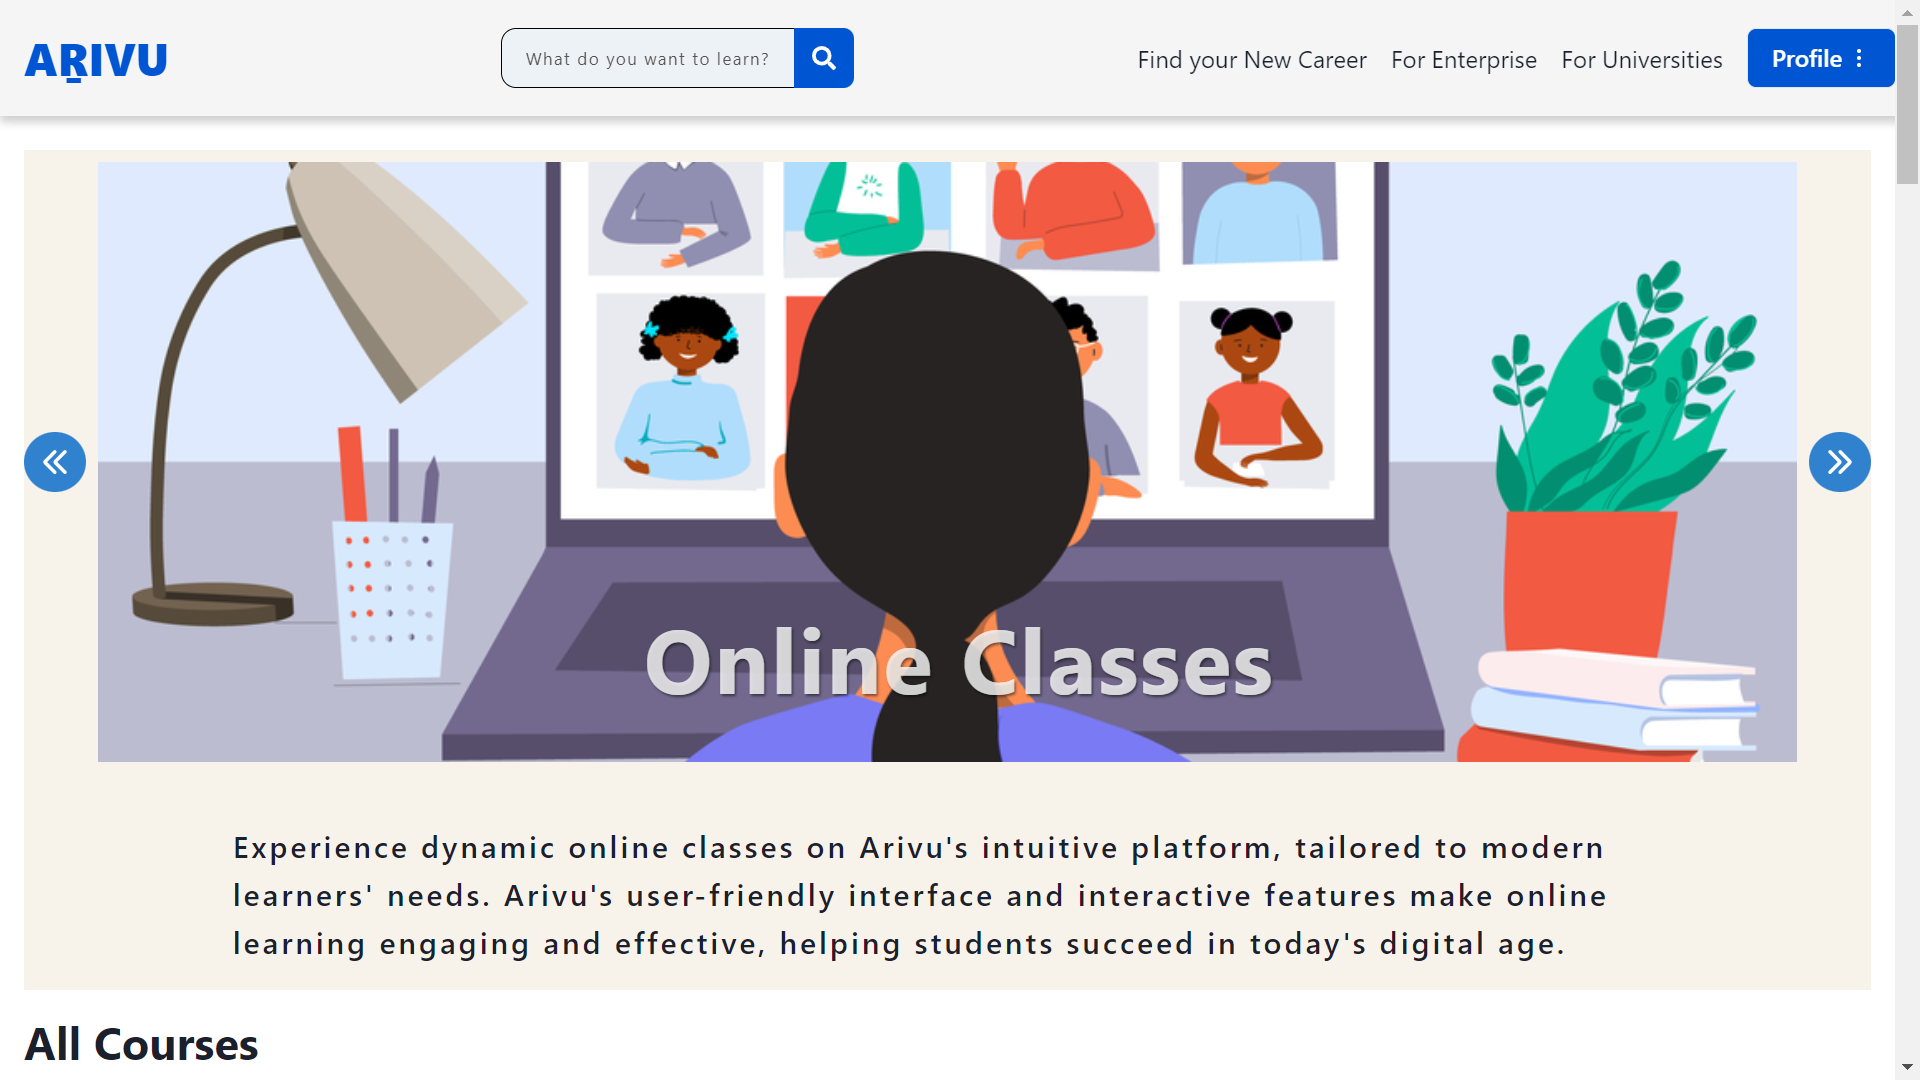 AṞIVU
What do you want to learn?
Find your New Career
For Enterprise
For Universities
Profile
Online Classes
Experience dynamic online classes on Arivu's intuitive platform, tailored to modern
learners' needs. Arivu's user-friendly interface and interactive features make online
learning engaging and effective, helping students succeed in today's digital age.
All Courses